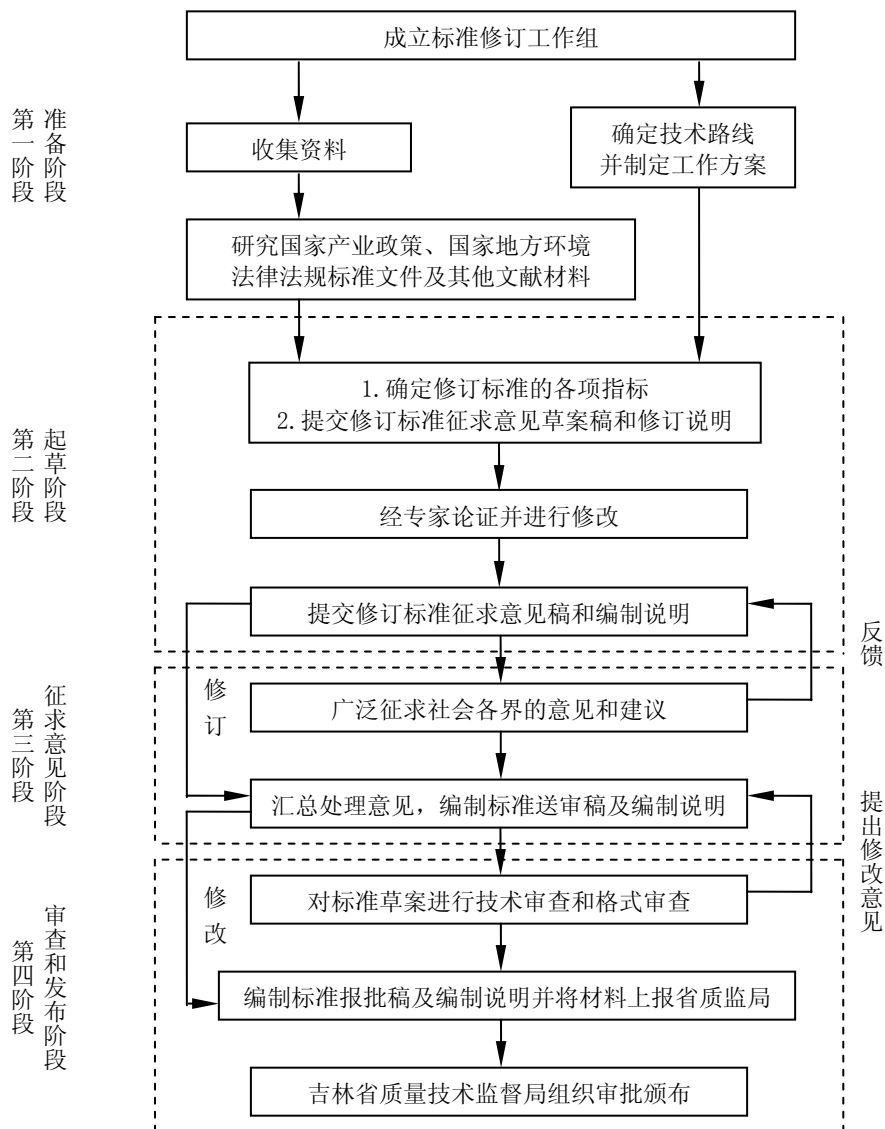 成立标准修订工作组
第一阶段
准备阶段
收集资料
确定技术路线
并制定工作方案
研究国家产业政策、国家地方环境
法律法规标准文件及其他文献材料
第二阶段
起草阶段
1.确定修订标准的各项指标
2.提交修订标准征求意见草案稿和修订说明
经专家论证并进行修改
提交修订标准征求意见稿和编制说明
反馈
第三阶段
征求意见阶段
修订
广泛征求社会各界的意见和建议
汇总处理意见，编制标准送审稿及编制说明
提出修改意见
第四阶段
审查和发布阶段
修改
对标准草案进行技术审查和格式审查
编制标准报批稿及编制说明并将材料上报省质监局
吉林省质量技术监督局组织审批颁布